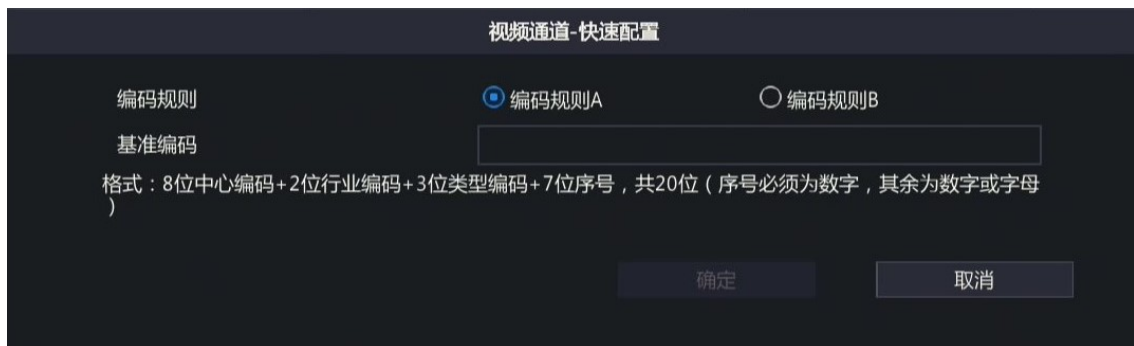 视频通道-快速配置
编码规则 编码规则A 编码规则B
基准编码
格式：8位中心编码+2位行业编码+3位类型编码+7位序号，共20位（序号必须为数字，其余为数字或字母
）
确定 取消